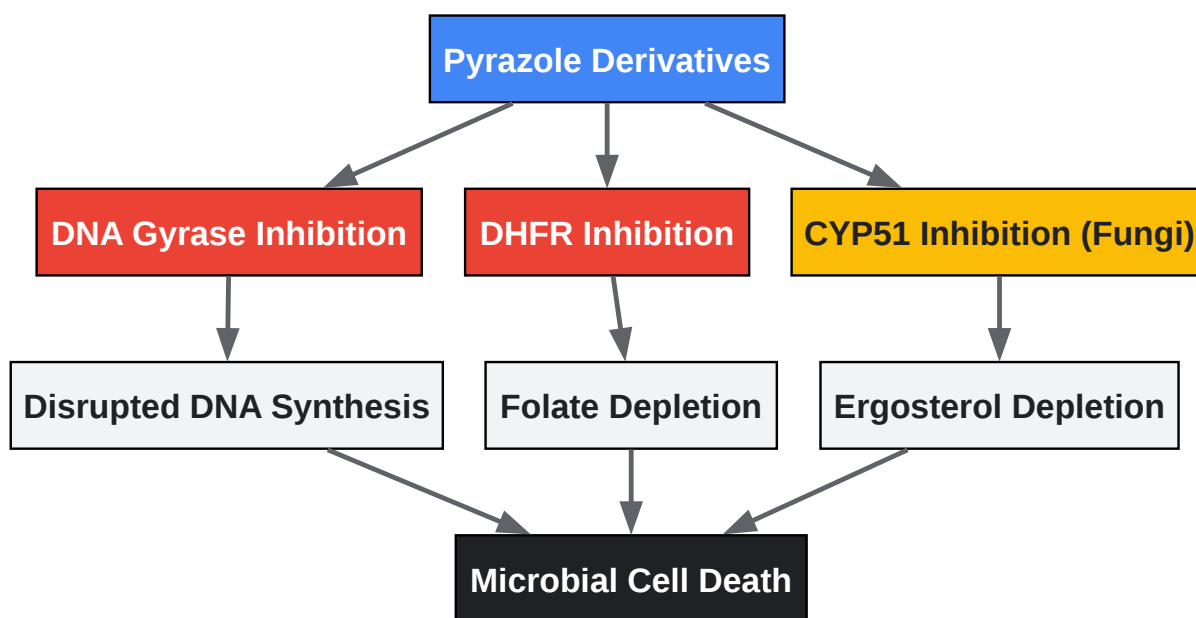 Pyrazole Derivatives
DNA Gyrase Inhibition
DHFR Inhibition
CYP51 Inhibition (Fungi)
Disrupted DNA Synthesis
Folate Depletion
Ergosterol Depletion
Microbial Cell Death